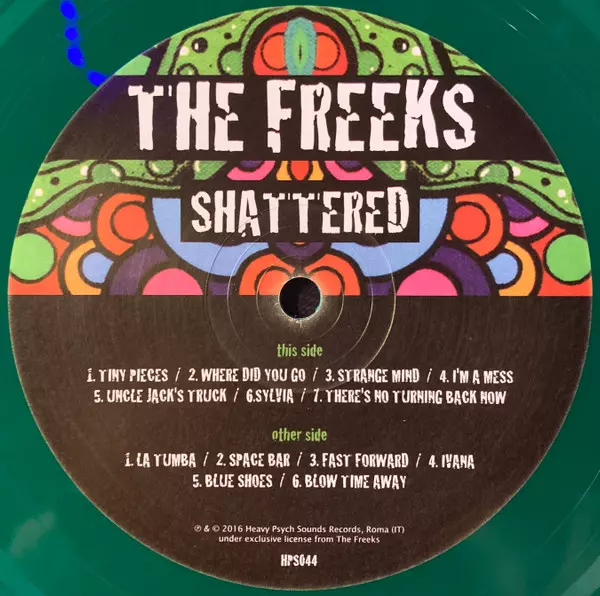 THE FREEKS
SHATTERED
this side
1. TINY PIECES / 2. WHERE DID YOU GO / 3. STRANGE MIND / 4. I'M A MESS
5. UNCLE JACK'S TRUCK / 6.SYLVIA / 7. THERE'S NO TURNING BACK NOW
other side
1. LA TUMBA / 2. SPACE BAR / 3. FAST FORWARD / 4. IVANA
5. BLUE SHOES / 6. BLOW TIME AWAY
℗ & © 2016 Heavy Psych Sounds Records, Roma (IT)
under exclusive license from The Freeks
HPS044